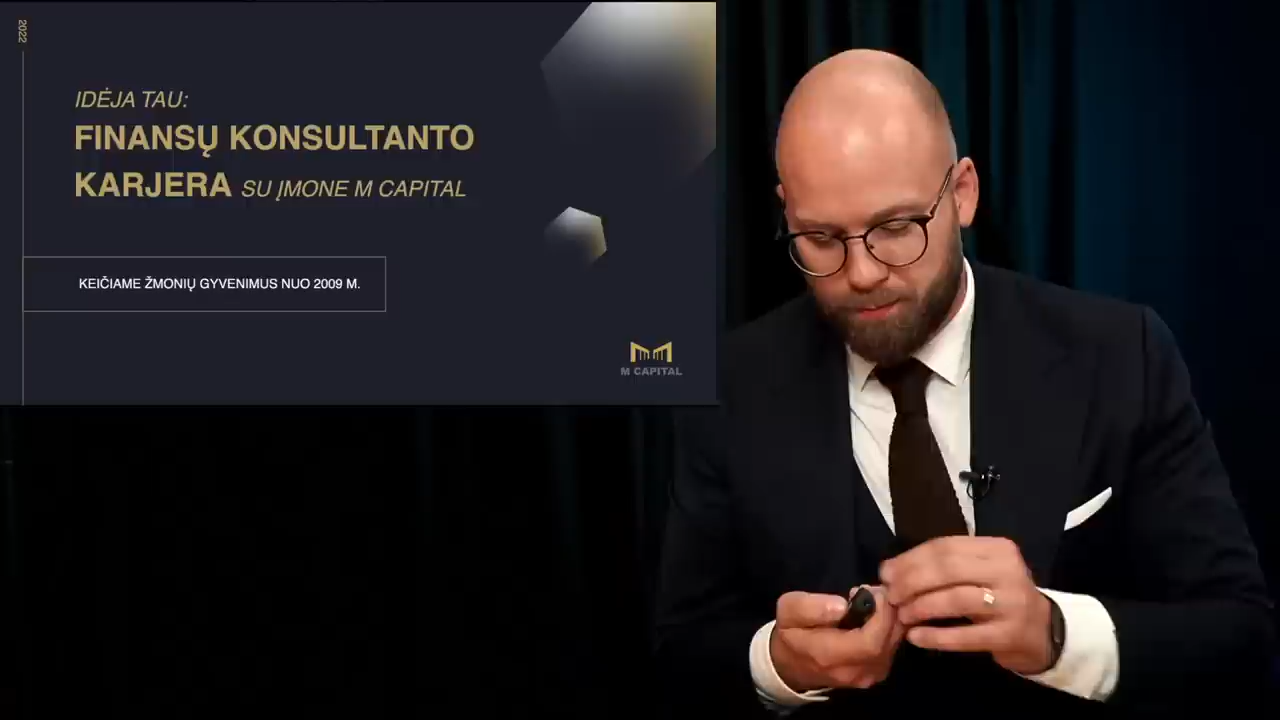 2022
IDĖJA TAU:
FINANSŲ KONSULTANTO
KARJERA SU ĮMONE M CAPITAL
KEIČIAME ŽMONIŲ GYVENIMUS NUO 2009 M.
M CAPITAL